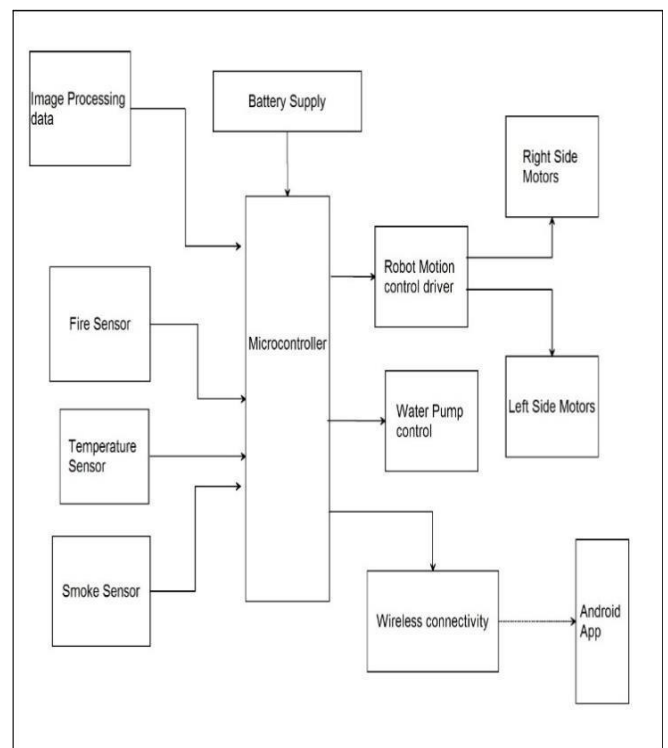 Image Processing
data
Battery Supply
Right Side
Motors
Robot Motion
control driver
Fire Sensor
Microcontroller
Left Side Motors
Water Pump
control
Temperature
Sensor
Smoke Sensor
Wireless connectivity
Android
App